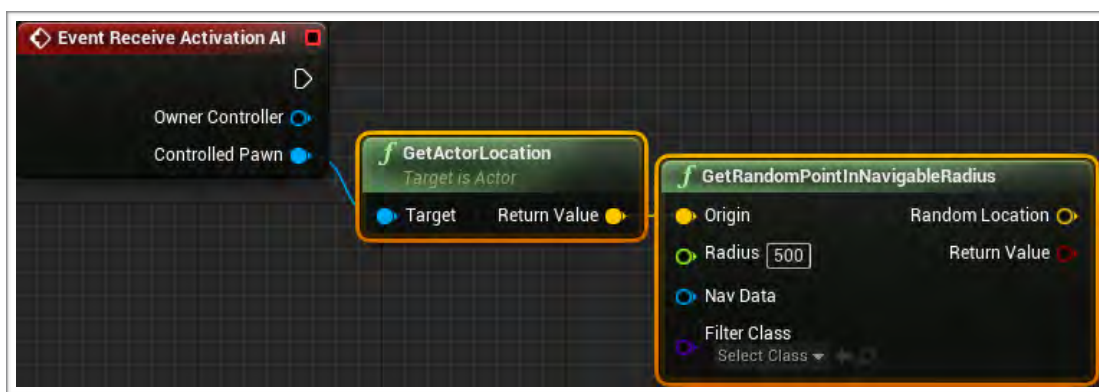 Event Receive Activation AI
Owner Controller
Controlled Pawn
f GetActorLocation
Target is Actor
Target Return Value
f GetRandomPointInNavigableRadius
Origin Random Location
Radius 500 Return Value
Nav Data
Filter Class
Select Class